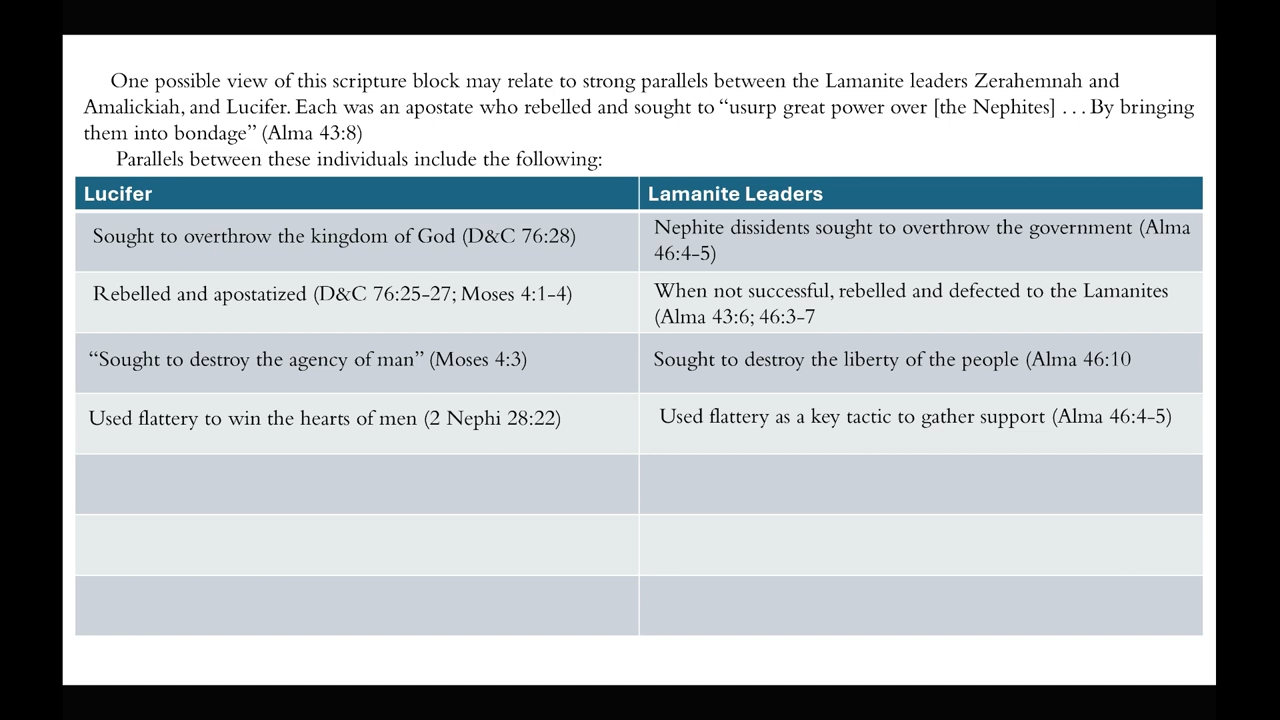 One possible view of this scripture block may relate to strong parallels between the Lamanite leaders Zerahemnah and
Amalickiah, and Lucifer. Each was an apostate who rebelled and sought to “usurp great power over [the Nephites] . . . By bringing
them into bondage” (Alma 43:8)
Parallels between these individuals include the following:
Lucifer
Lamanite Leaders
Sought to overthrow the kingdom of God (D&C 76:28)
Nephite dissidents sought to overthrow the government (Alma
46:4-5)
Rebelled and apostatized (D&C 76:25-27; Moses 4:1-4)
When not successful, rebelled and defected to the Lamanites
(Alma 43:6; 46:3-7
“Sought to destroy the agency of man” (Moses 4:3)
Sought to destroy the liberty of the people (Alma 46:10
Used flattery to win the hearts of men (2 Nephi 28:22)
Used flattery as a key tactic to gather support (Alma 46:4-5)